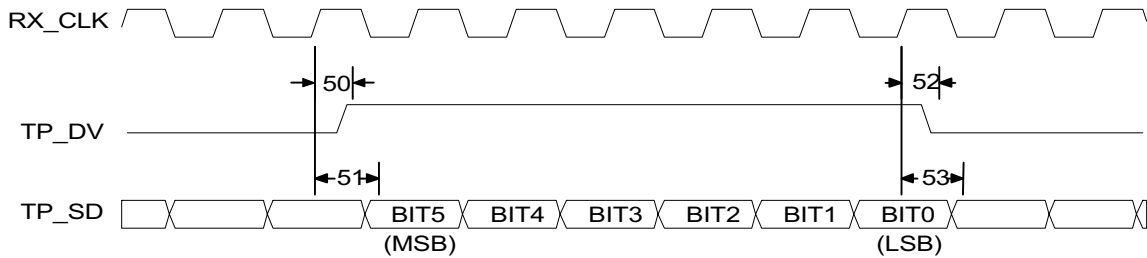 RX_CLK
50 52
TP_DV
51 53
TP_SD BIT5 BIT4 BIT3 BIT2 BIT1 BIT0
(MSB) (LSB)